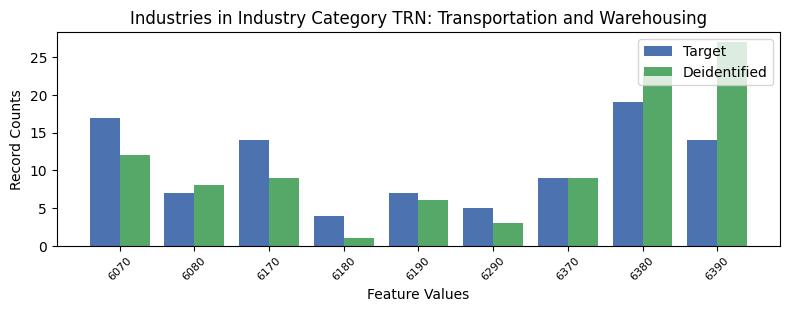 Industries in Industry Category TRN: Transportation and Warehousing
Target
Deidentified
Record Counts
25
20
15
10
5
0
6070 6080 6170 6180 6190 6290 6370 6380 6390
Feature Values